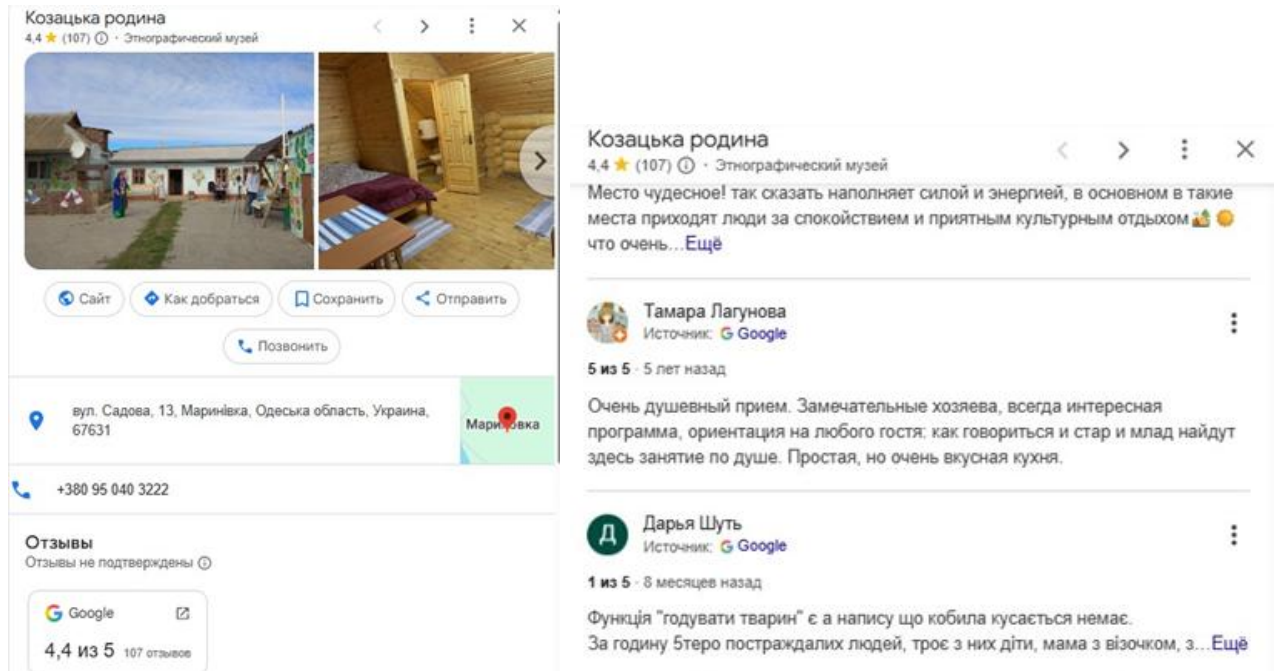 Козацька родина
4,4 ★ (107) · Этнографический музей
Сайт
Как добраться
Сохранить
Отправить
Позвонить
вул. Садова, 13, Маринівка, Одеська область, Украина,
67631
+380 95 040 3222
Отзывы
Отзывы не подтверждены
Google
4,4 из 5 107 отзывов
Козацька родина
4,4 ★ (107) · Этнографический музей
Место чудесное! так сказать наполняет силой и энергией, в основном в такие
места приходят люди за спокойствием и приятным культурным отдыхом🏕️🌞
что очень…Ещё
Тамара Лагунова
Источник: Google
5 из 5 · 5 лет назад
Очень душевный прием. Замечательные хозяева, всегда интересная
программа, ориентация на любого гостя: как говориться и стар и млад найдут
здесь занятие по душе. Простая, но очень вкусная кухня.
Д
Дарья Шуть
Источник: Google
1 из 5 · 8 месяцев назад
Функція "годувати тварин" є а напису що кобила кусається немає.
За годину 5теро постраждалих людей, троє з них діти, мама з візочком, з…Ещё